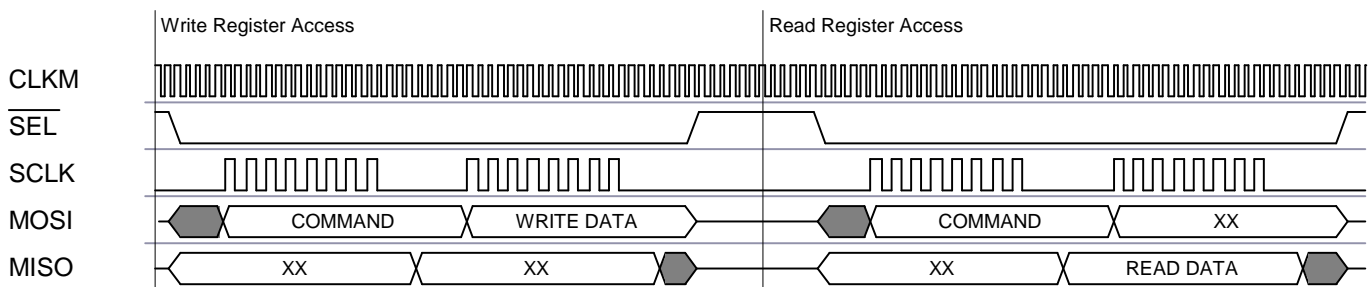 Write Register Access Read Register Access
CLKM
SEL
SCLK
MOSI COMMAND WRITE DATA COMMAND XX
MISO XX XX XX READ DATA